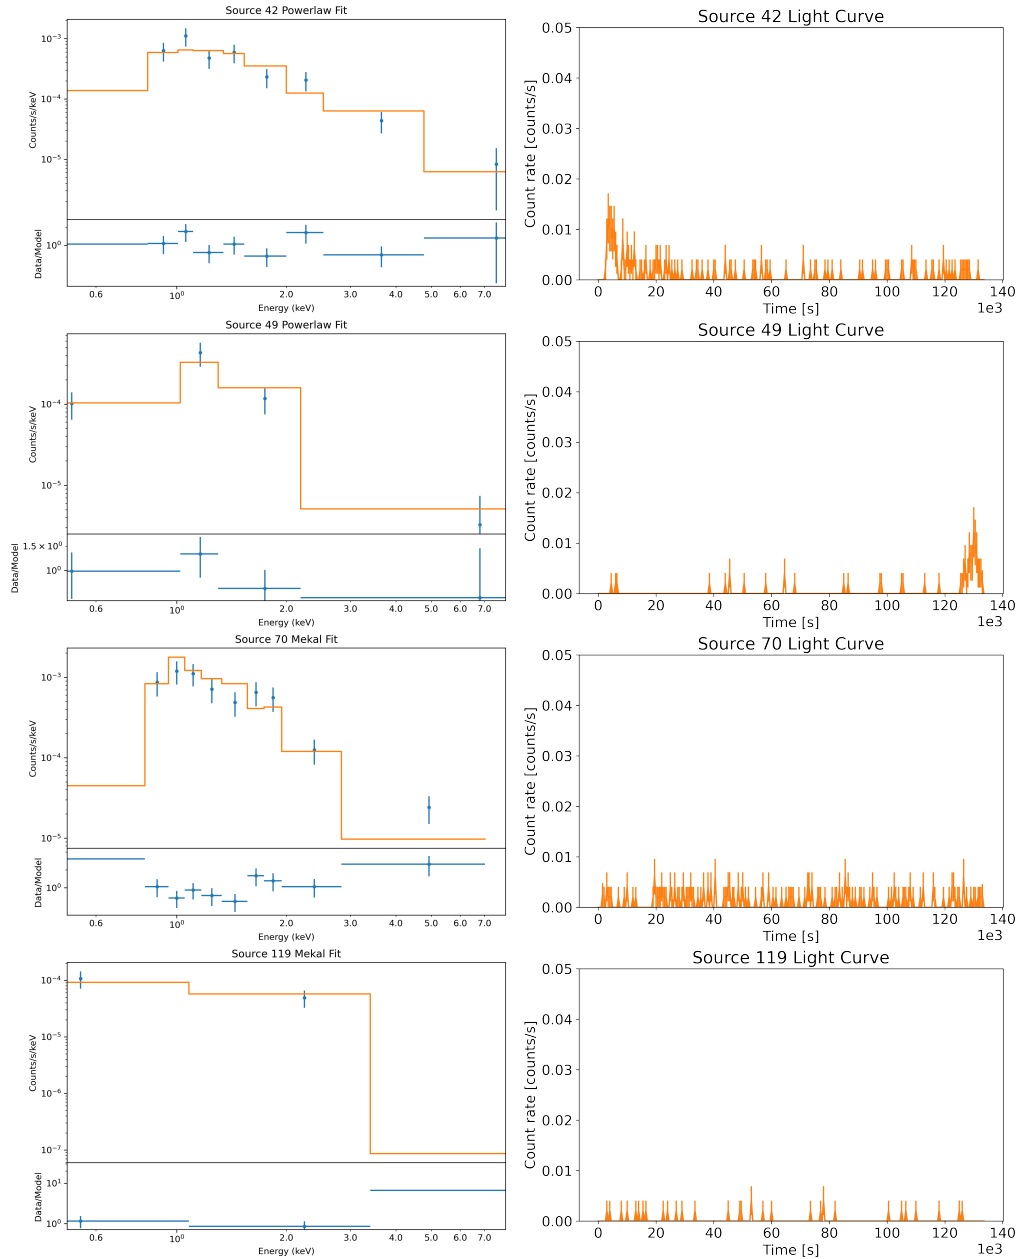 Source 42 Powerlaw Fit
10⁻³
10⁻⁴
10⁻⁵
Counts/s/keV
10⁰
Data/Model
0.6 10⁰ 2.0 3.0 4.0 5.0 6.0 7.0
Energy (keV)
Source 42 Light Curve
0.05
0.04
0.03
0.02
0.01
0.00
Count rate [counts/s]
0 20 40 60 80 100 120 140
Time [s]
1e3
Source 49 Powerlaw Fit
10⁻⁴
10⁻⁵
Counts/s/keV
1.5 × 10⁰
10⁰
Data/Model
0.6 10⁰ 2.0 3.0 4.0 5.0 6.0 7.0
Energy (keV)
Source 49 Light Curve
0.05
0.04
0.03
0.02
0.01
0.00
Count rate [counts/s]
0 20 40 60 80 100 120 140
Time [s]
1e3
Source 70 Mekal Fit
10⁻³
10⁻⁴
10⁻⁵
Counts/s/keV
10⁰
Data/Model
0.6 10⁰ 2.0 3.0 4.0 5.0 6.0 7.0
Energy (keV)
Source 70 Light Curve
0.05
0.04
0.03
0.02
0.01
0.00
Count rate [counts/s]
0 20 40 60 80 100 120 140
Time [s]
1e3
Source 119 Mekal Fit
10⁻⁴
10⁻⁵
10⁻⁶
10⁻⁷
Counts/s/keV
10¹
10⁰
Data/Model
0.6 10⁰ 2.0 3.0 4.0 5.0 6.0 7.0
Energy (keV)
Source 119 Light Curve
0.05
0.04
0.03
0.02
0.01
0.00
Count rate [counts/s]
0 20 40 60 80 100 120 140
Time [s]
1e3